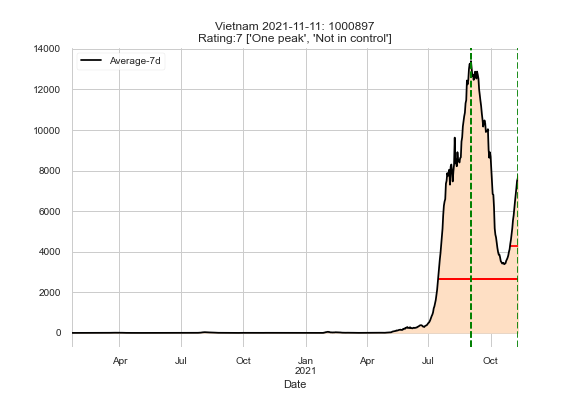 Vietnam 2021-11-11: 1000897
Rating:7 ['One peak', 'Not in control']
Average-7d
14000
12000
10000
8000
6000
4000
2000
0
Apr Jul Oct Jan Apr Jul Oct
2021
Date